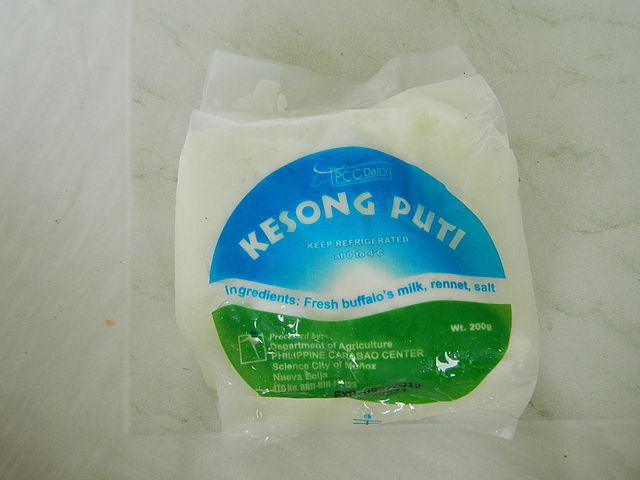 PCC Dairy
KESONG PUTI
KEEP REFRIGERATED
at 0 to 4°C
Ingredients: Fresh buffalo's milk, rennet, salt
Wt. 200g
Processed by:
Department of Agriculture
PHILIPPINE CARABAO CENTER
Science City of Muñoz
Nueva Ecija